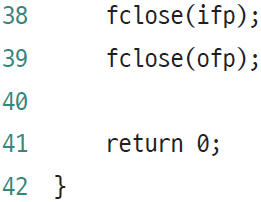 38 fclose(ifp);
39 fclose(ofp);
40
41 return 0;
42 }